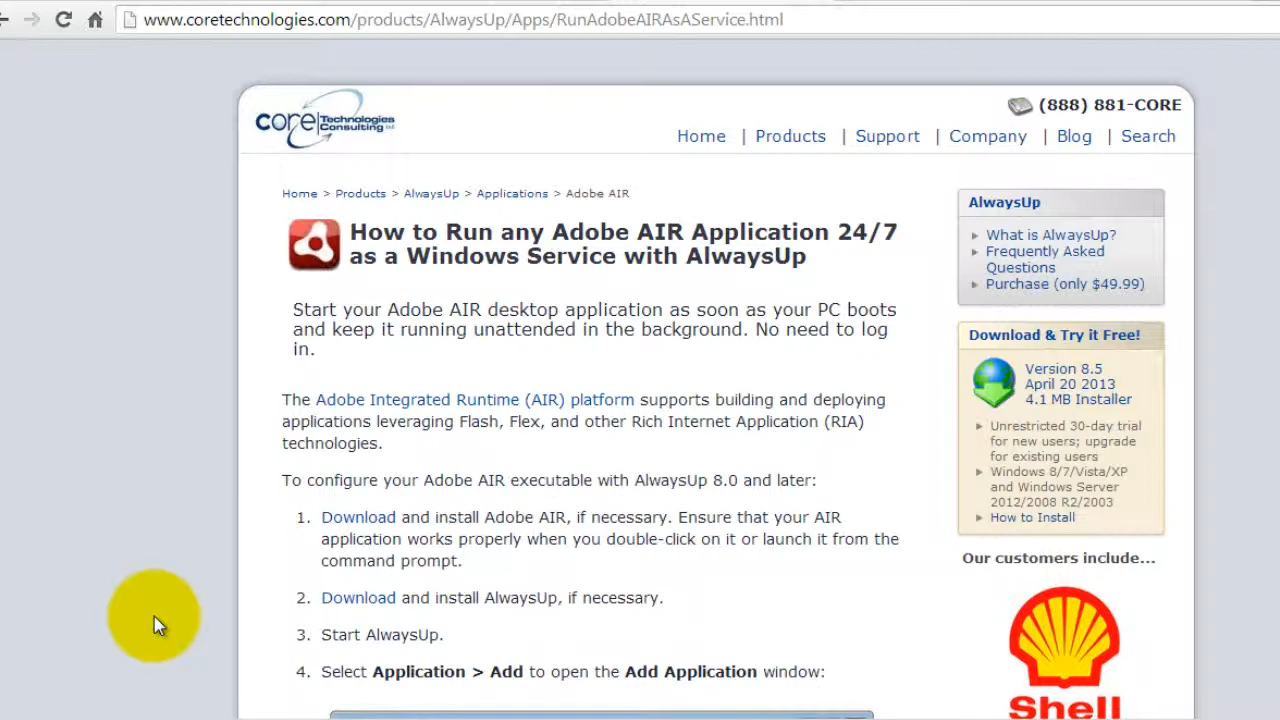 www.coretechnologies.com/products/AlwaysUp/Apps/RunAdobeAIRAsAService.html
core Technologies Consulting
(888) 881-CORE
Home | Products | Support | Company | Blog | Search
Home > Products > AlwaysUp > Applications > Adobe AIR
How to Run any Adobe AIR Application 24/7
as a Windows Service with AlwaysUp
Start your Adobe AIR desktop application as soon as your PC boots
and keep it running unattended in the background. No need to log
in.
The Adobe Integrated Runtime (AIR) platform supports building and deploying
applications leveraging Flash, Flex, and other Rich Internet Application (RIA)
technologies.
To configure your Adobe AIR executable with AlwaysUp 8.0 and later:
1. Download and install Adobe AIR, if necessary. Ensure that your AIR
application works properly when you double-click on it or launch it from the
command prompt.
2. Download and install AlwaysUp, if necessary.
3. Start AlwaysUp.
4. Select Application > Add to open the Add Application window:
AlwaysUp
What is AlwaysUp?
Frequently Asked
Questions
Purchase (only $49.99)
Download & Try it Free!
Version 8.5
April 20 2013
4.1 MB Installer
Unrestricted 30-day trial
for new users; upgrade
for existing users
Windows 8/7/Vista/XP
and Windows Server
2012/2008 R2/2003
How to Install
Our customers include...
Shell